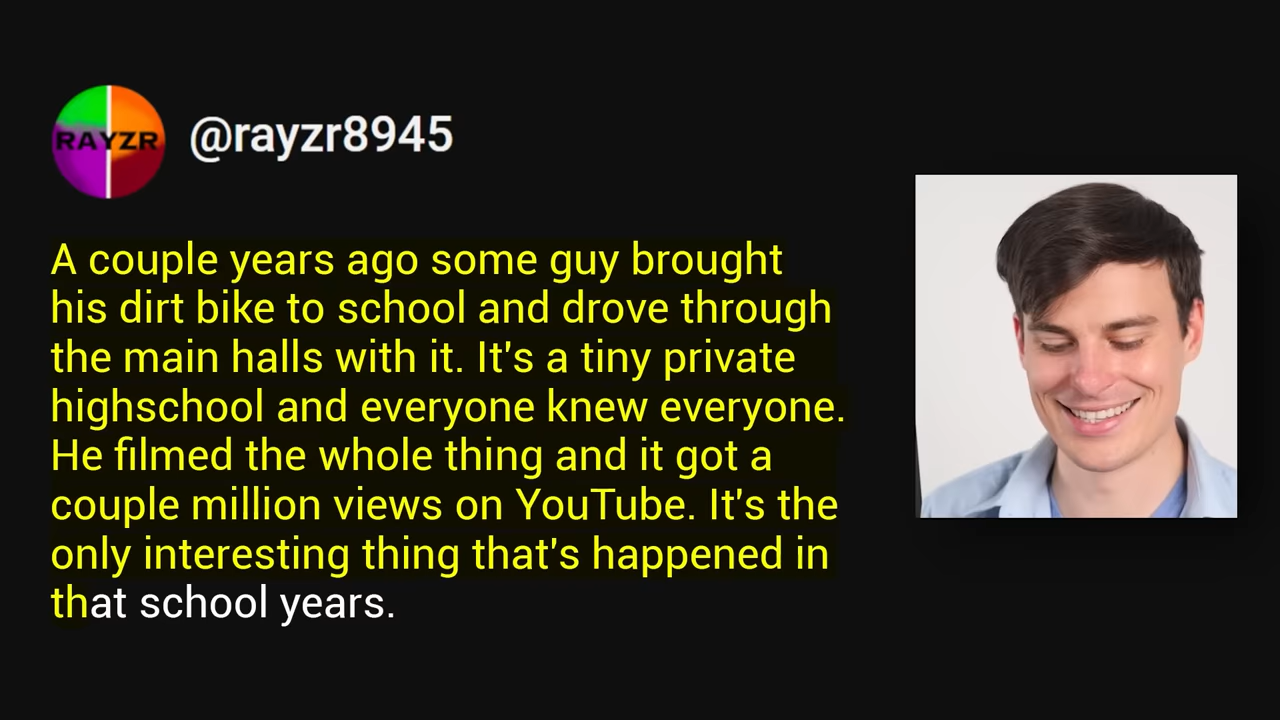 RAYZR
@rayzr8945
A couple years ago some guy brought
his dirt bike to school and drove through
the main halls with it. It's a tiny private
highschool and everyone knew everyone.
He filmed the whole thing and it got a
couple million views on YouTube. It's the
only interesting thing that's happened in
that school years.